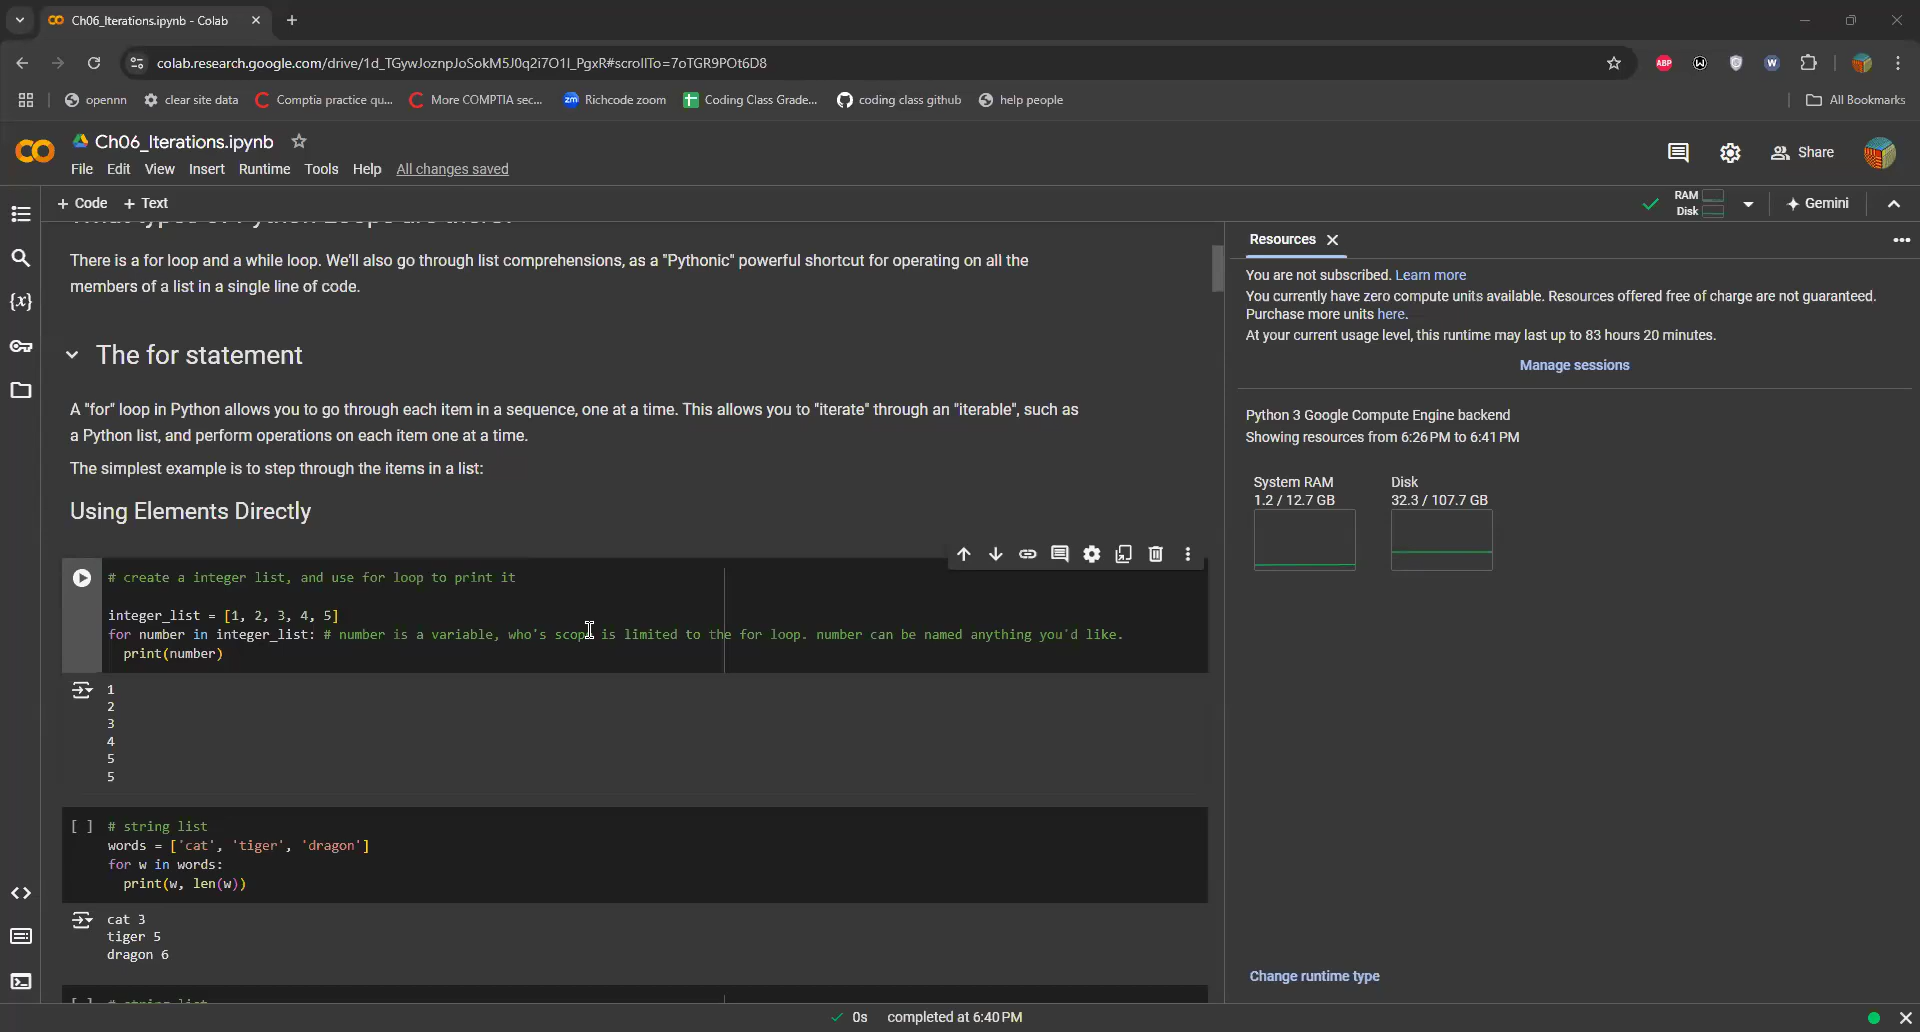 Ch06_Iterations.ipynb - Colab
colab.research.google.com/drive/1d_TGywJoznpJoSokM5J0q2i7O1I_PgxR#scrollTo=7oTGR9POt6D8
ABP
W
opennn
clear site data
Comptia practice qu...
More COMPTIA sec...
zm Richcode zoom
Coding Class Grade...
coding class github
help people
All Bookmarks
Ch06_Iterations.ipynb
File Edit View Insert Runtime Tools Help All changes saved
Share
+ Code + Text
RAM
Disk
Gemini
There is a for loop and a while loop. We'll also go through list comprehensions, as a "Pythonic" powerful shortcut for operating on all the
members of a list in a single line of code.
The for statement
A "for" loop in Python allows you to go through each item in a sequence, one at a time. This allows you to "iterate" through an "iterable", such as
a Python list, and perform operations on each item one at a time.
The simplest example is to step through the items in a list:
Using Elements Directly
# create a integer list, and use for loop to print it
integer_list = [1, 2, 3, 4, 5]
for number in integer_list: # number is a variable, who's scope is limited to the for loop. number can be named anything you'd like.
print(number)
1
2
3
4
5
5
[ ] # string list
words = ['cat', 'tiger', 'dragon']
for w in words:
print(w, len(w))
cat 3
tiger 5
dragon 6
Resources
You are not subscribed. Learn more
You currently have zero compute units available. Resources offered free of charge are not guaranteed.
Purchase more units here.
At your current usage level, this runtime may last up to 83 hours 20 minutes.
Manage sessions
Python 3 Google Compute Engine backend
Showing resources from 6:26 PM to 6:41 PM
System RAM
1.2 / 12.7 GB
Disk
32.3 / 107.7 GB
Change runtime type
0s completed at 6:40 PM